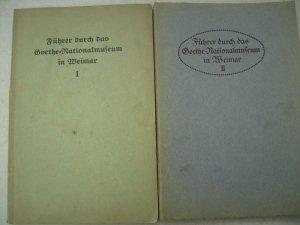 Führer durch das
Goethe-Nationalmuseum
in Weimar
I
Führer durch das
Goethe-Nationalmuseum
in Weimar
II